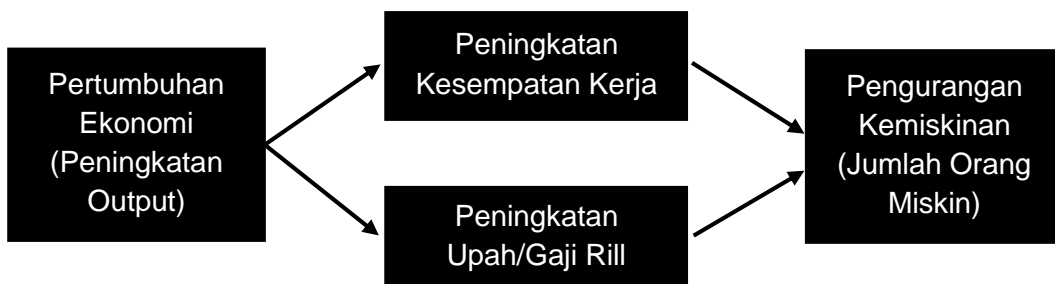 Pertumbuhan
Ekonomi
(Peningkatan
Output)
Peningkatan
Kesempatan Kerja
Peningkatan
Upah/Gaji Rill
Pengurangan
Kemiskinan
(Jumlah Orang
Miskin)